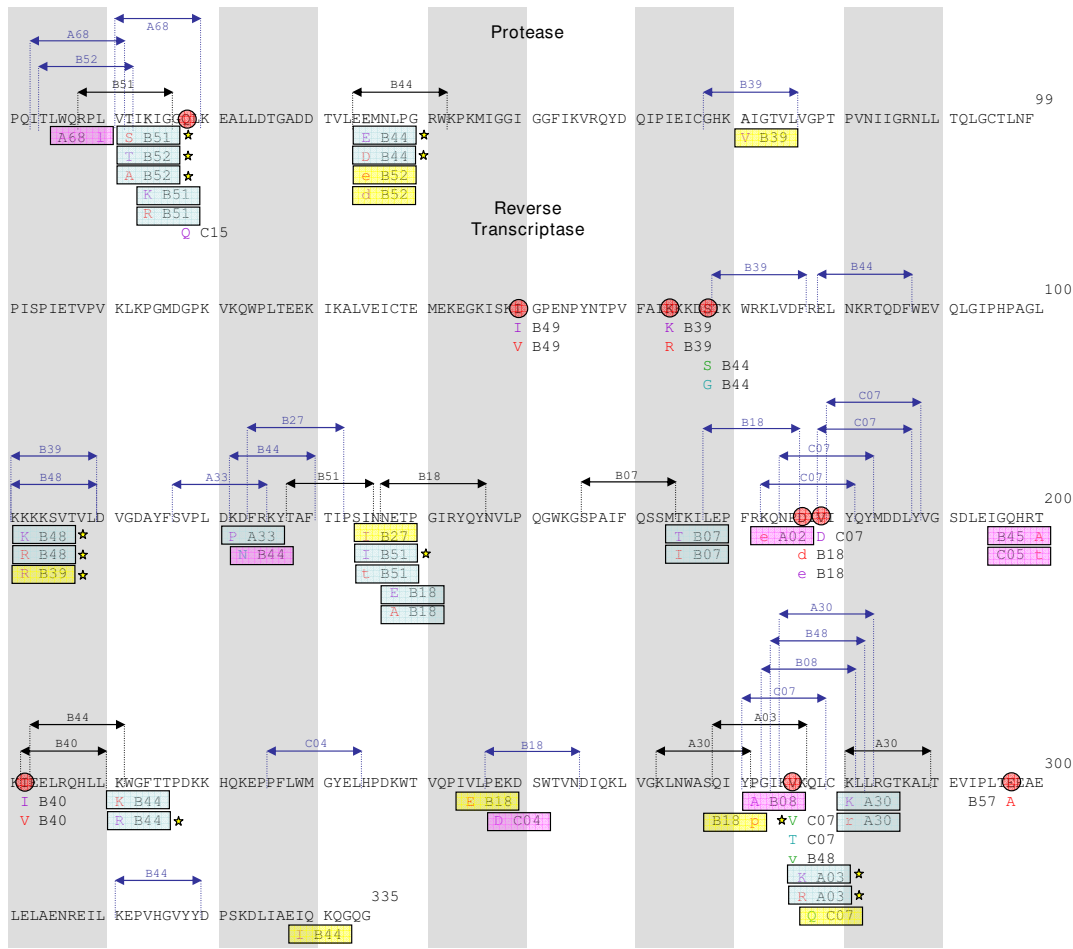 A68
Protease
A68
B52
B51
B44
B39
99
PQITLWQRPL VTIKIGGQLK EALLDTGADD TVLEEMNLPG RWKPKMIGGI GGFIKVRQYD QIPIEICGHK AIGTVLVGPT PVNIIGRNLL TQLGCTLNF
A68 l S B51 E B44 V B39
T B52 D B44
A B52 e B52
K B51 d B52
R B51
Q C15
Reverse
Transcriptase
B39 B44
100
PISPIETVPV KLKPGMDGPK VKQWPLTEEK IKALVEICTE MEKEGKISKI GPENPYNTPV FAIKKKDSTK WRKLVDFREL NKRTQDFWEV QLGIPHPAGL
I B49 K B39
V B49 R B39
S B44
G B44
C07
B27 B18 C07
B39 B44 C07
B48 A33 B51 B18 B07 C07
200
KKKKSVTVLD VGDAYFSVPL DKDFRKYTAF TIPSINNETP GIRYQYNVLP QGWKGSPAIF QSSMTKILEP FRKQNPDIVI YQYMDDLYVG SDLEIGQHRT
K B48 P A33 I B27 T B07 e A02 D C07 B45 A
R B48 N B44 I B51 I B07 d B18 C05 t
R B39 t B51 e B18
E B18
A B18
A30
B48
B08
C07
B44 A03
B40 C04 B18 A30 A30
300
KIEELRQHLL KWGFTTPDKK HQKEPPFLWM GYELHPDKWT VQPIVLPEKD SWTVNDIQKL VGKLNWASQI YPGIKVKQLC KLLRGTKALT EVIPLTEEAE
I B40 K B44 E B18 A B08 K A30 B57 A
V B40 R B44 D C04 B18 p V C07 r A30
T C07
v B48
K A03
R A03
Q C07
B44
335
LELAENREIL KEPVHGVYYD PSKDLIAEIQ KQGQG
I B44